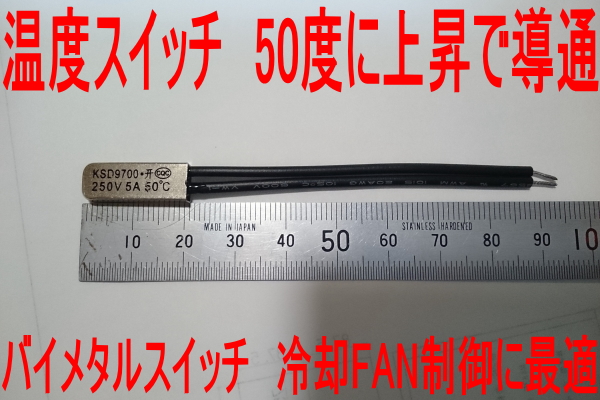 温度スイッチ 50度に上昇で導通
KSD9700・开 CQC
250V 5A 50℃
MADE IN JAPAN STAINLESS HARDENED
10 20 30 40 50 60 70 80 90 10
バイメタルスイッチ 冷却FAN制御に最適